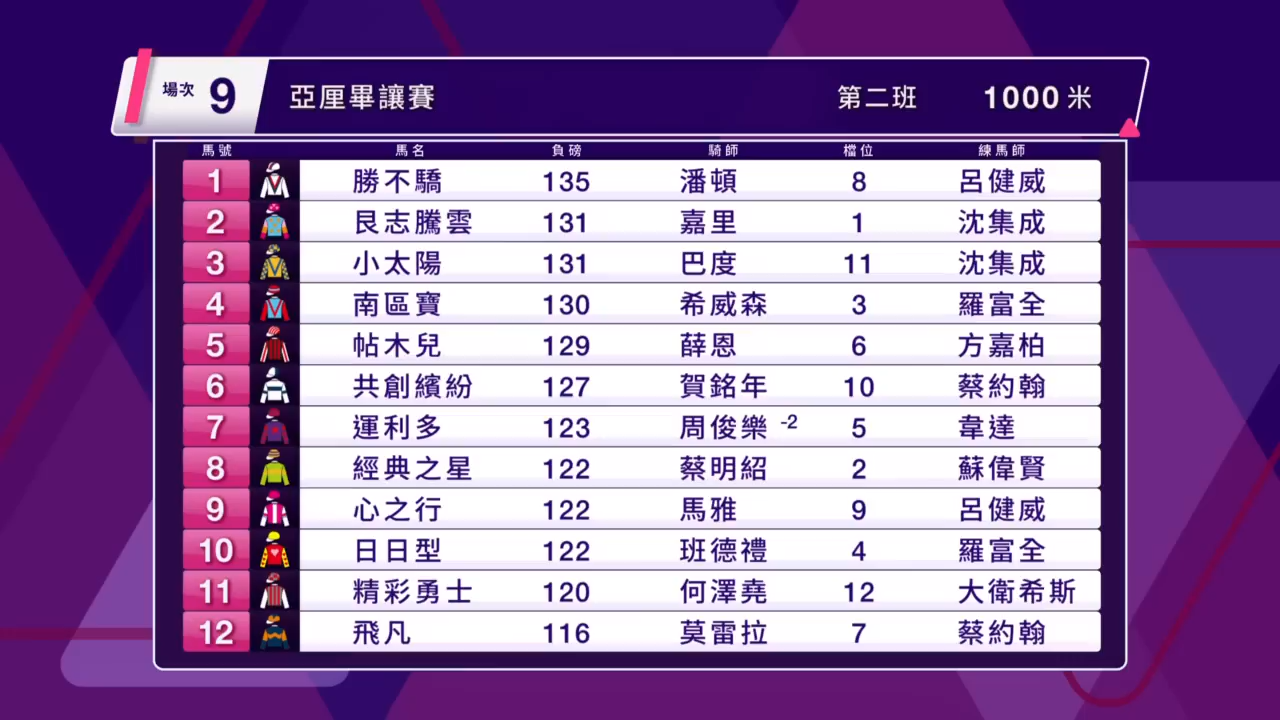 場次 9 亞厘畢讓賽 第二班 1000 米
馬號 馬名 負磅 騎師 檔位 練馬師
1 勝不驕 135 潘頓 8 呂健威
2 艮志騰雲 131 嘉里 1 沈集成
3 小太陽 131 巴度 11 沈集成
4 南區寶 130 希威森 3 羅富全
5 帖木兒 129 薛恩 6 方嘉柏
6 共創繽紛 127 賀銘年 10 蔡約翰
7 運利多 123 周俊樂 -2 5 韋達
8 經典之星 122 蔡明紹 2 蘇偉賢
9 心之行 122 馬雅 9 呂健威
10 日日型 122 班德禮 4 羅富全
11 精彩勇士 120 何澤堯 12 大衛希斯
12 飛凡 116 莫雷拉 7 蔡約翰